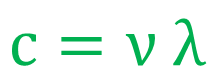 c = ν λ